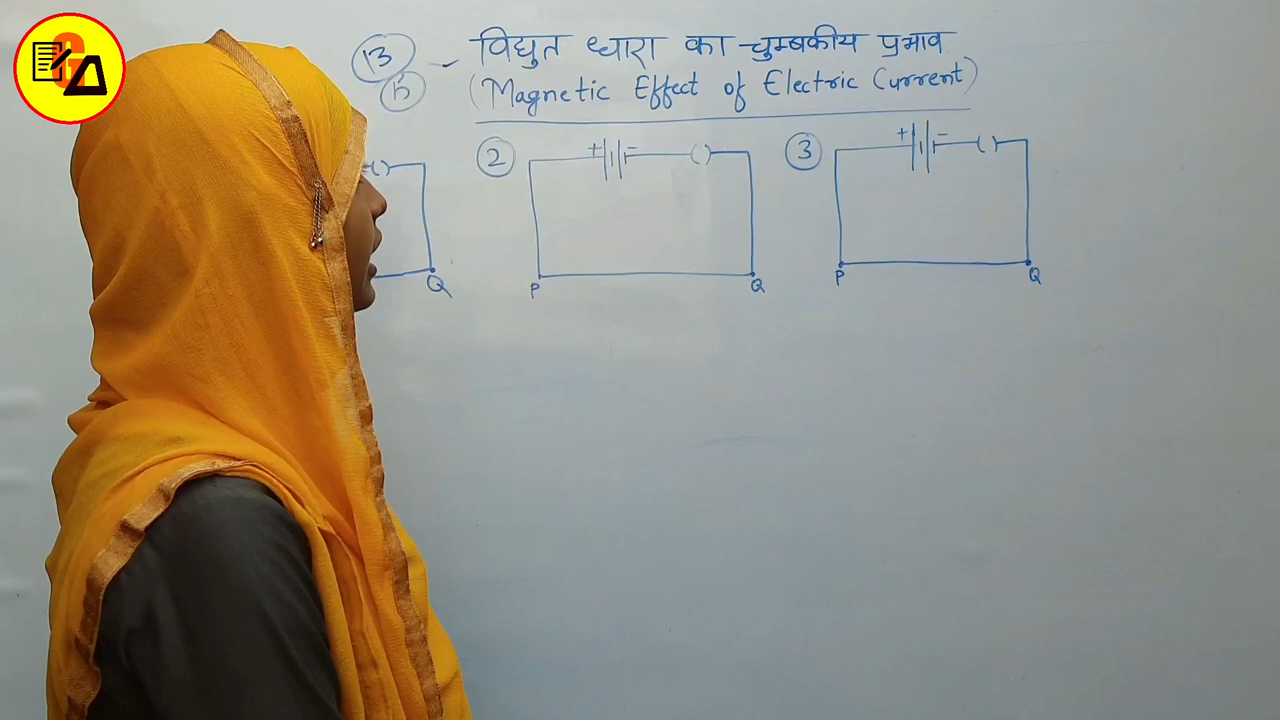 13 - विद्युत धारा का चुम्बकीय प्रभाव
(Magnetic Effect of Electric Current)
2 + - ( )
3 + - ( )
( )
Q
P Q
P Q